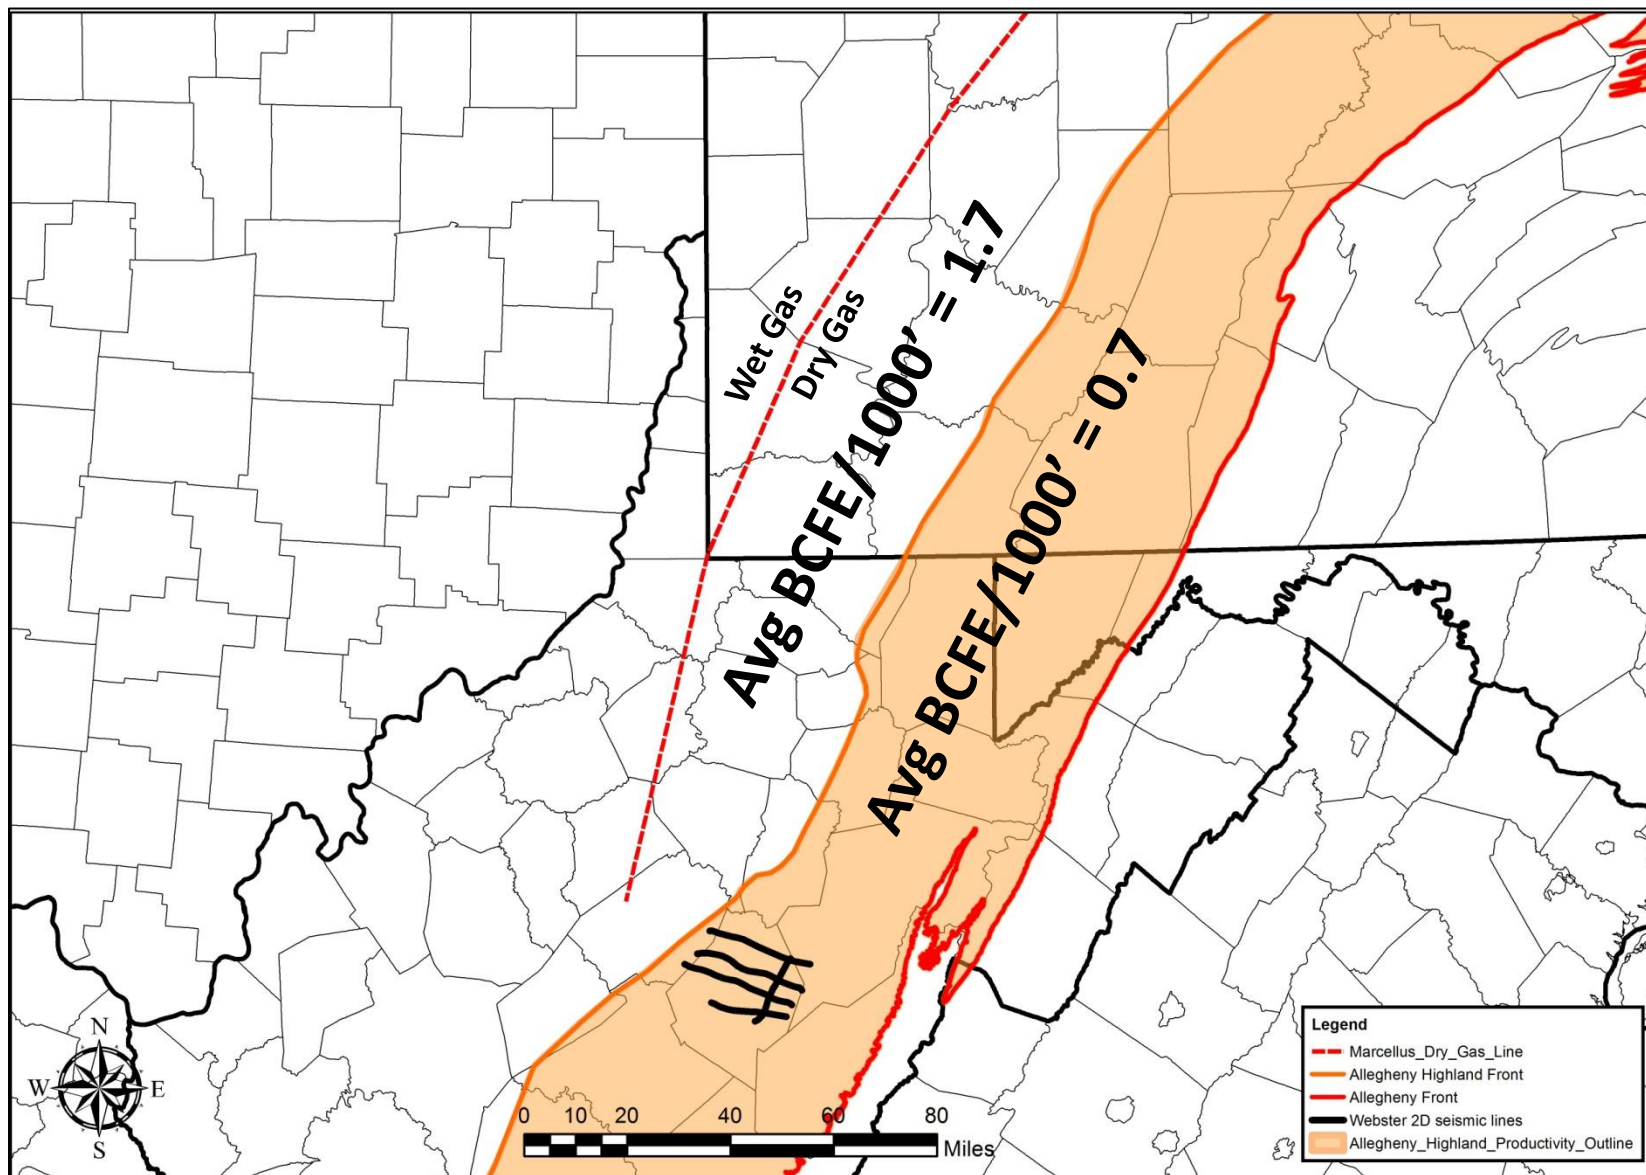 Wet Gas
Dry Gas
Avg BCFE/1000’ = 1.7
Avg BCFE/1000’ = 0.7
N
W E
S
0 10 20 40 60 80
Miles
Legend
Marcellus_Dry_Gas_Line
Allegheny Highland Front
Allegheny Front
Webster 2D seismic lines
Allegheny_Highland_Productivity_Outline